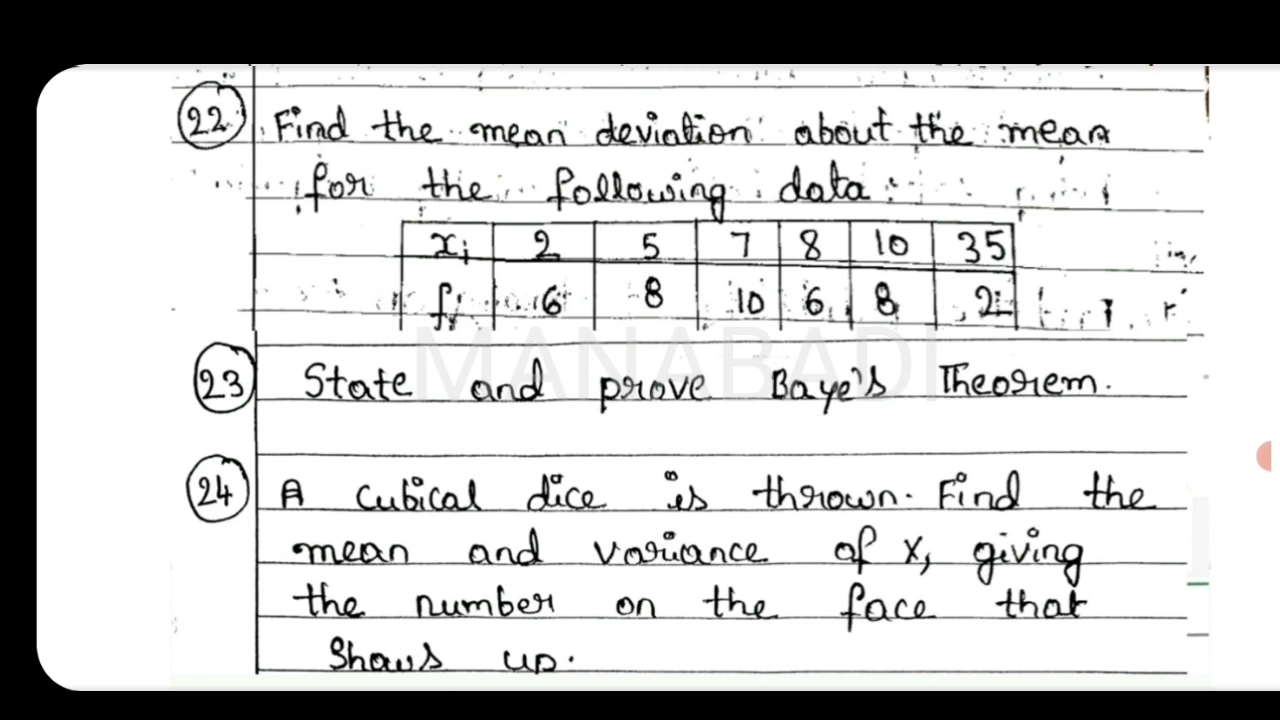 22 Find the mean deviation about the mean
for the following data:
xi 2 5 7 8 10 35
fi 6 8 10 6 8 2
MANABADI
23 State and prove Baye's Theorem.
24 A cubical dice is thrown. Find the
mean and variance of X, giving
the number on the face that
shows up.